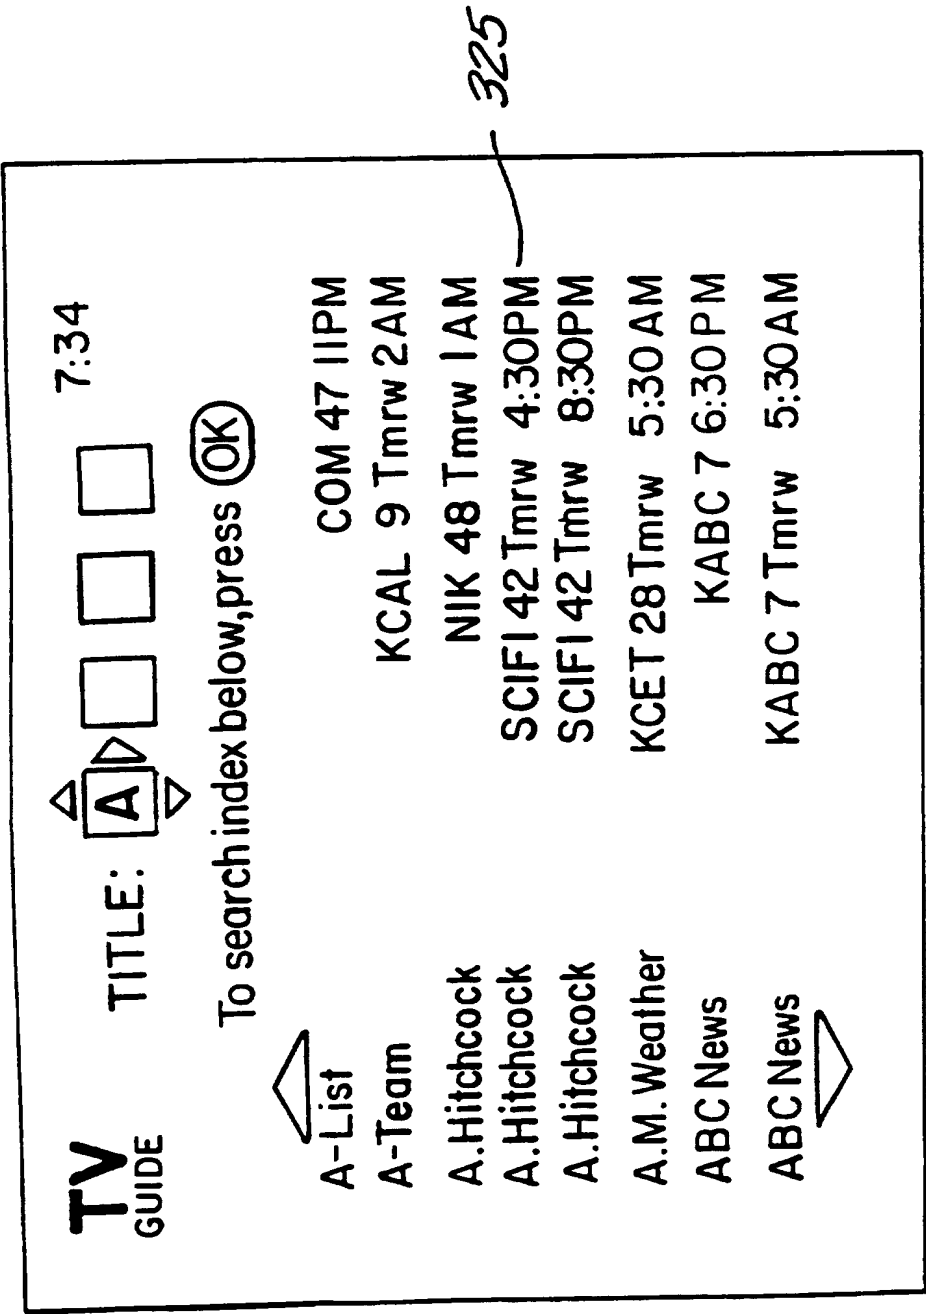 TV
GUIDE
TITLE: A
7:34
To search index below,press OK
A-List COM 47 11PM
A-Team KCAL 9 Tmrw 2AM
A.Hitchcock NIK 48 Tmrw 1AM
A.Hitchcock SCIFI 42 Tmrw 4:30PM
A.Hitchcock SCIFI 42 Tmrw 8:30PM
A.M. Weather KCET 28 Tmrw 5:30AM
ABC News KABC 7 6:30PM
ABC News KABC 7 Tmrw 5:30AM
325